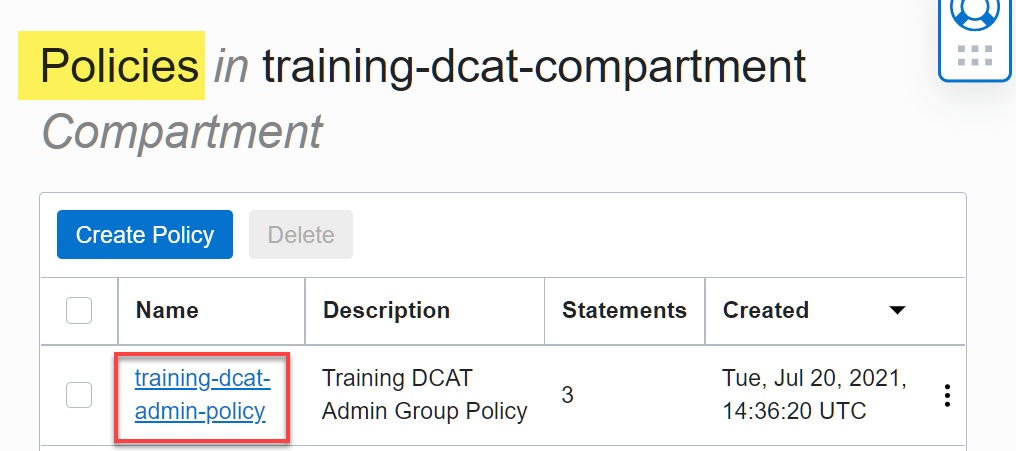 Policies in training-dcat-compartment
Compartment
Create Policy Delete
Name Description Statements Created
training-dcat- Training DCAT 3 Tue, Jul 20, 2021,
admin-policy Admin Group Policy 14:36:20 UTC